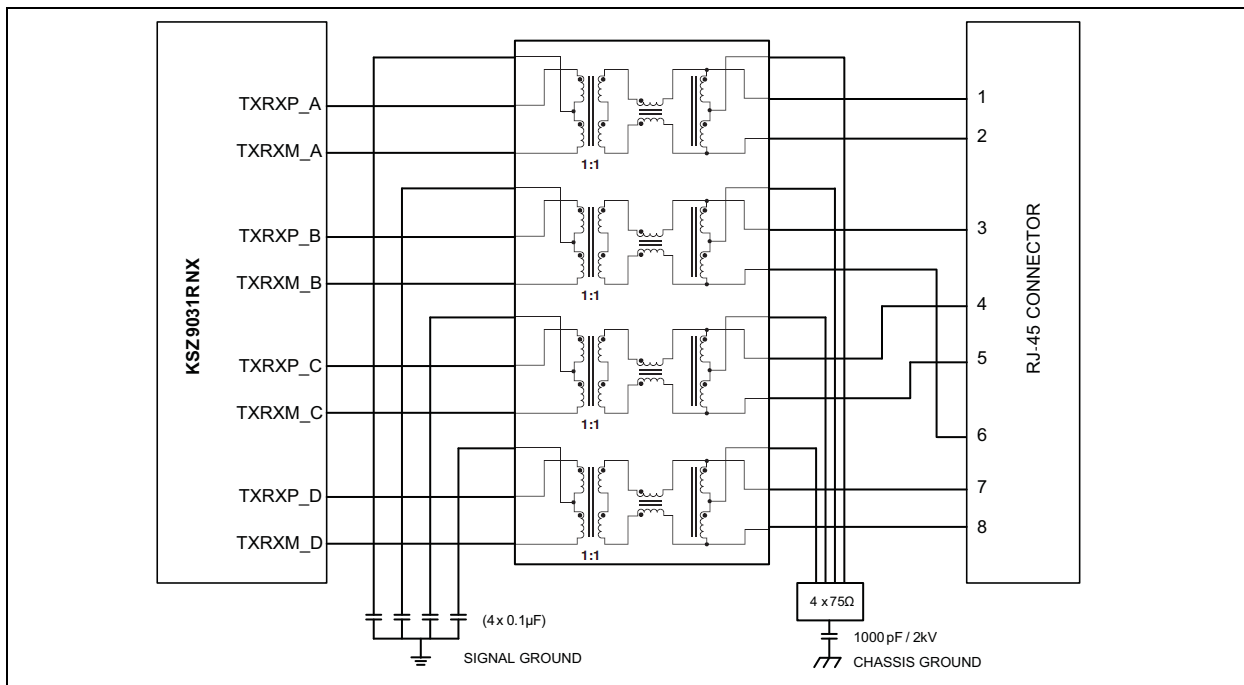 KSZ9031RNX
TXRXP_A
TXRXM_A
TXRXP_B
TXRXM_B
TXRXP_C
TXRXM_C
TXRXP_D
TXRXM_D
1:1
1:1
1:1
1:1
(4 x 0.1µF)
SIGNAL GROUND
4 x 75Ω
1000 pF / 2kV
CHASSIS GROUND
1
2
3
4
5
6
7
8
RJ-45 CONNECTOR